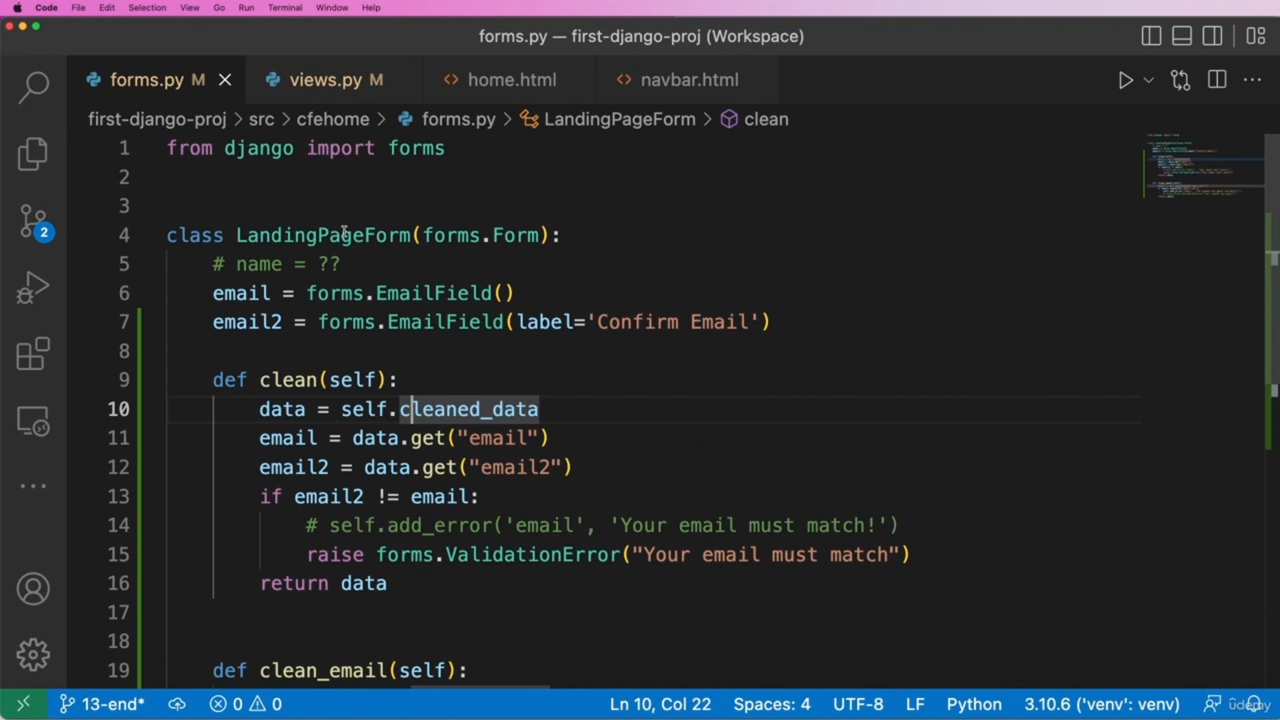 Code File Edit Selection View Go Run Terminal Window Help
forms.py — first-django-proj (Workspace)
forms.py M views.py M home.html navbar.html
first-django-proj > src > cfehome > forms.py > LandingPageForm > clean
1 from django import forms
2
3
4 class LandingPageForm(forms.Form):
5 # name = ??
6 email = forms.EmailField()
7 email2 = forms.EmailField(label='Confirm Email')
8
9 def clean(self):
10 data = self.cleaned_data
11 email = data.get("email")
12 email2 = data.get("email2")
13 if email2 != email:
14 # self.add_error('email', 'Your email must match!')
15 raise forms.ValidationError("Your email must match")
16 return data
17
18
19 def clean_email(self):
2
13-end* 0 0 Ln 10, Col 22 Spaces: 4 UTF-8 LF Python 3.10.6 ('venv': venv) udemy